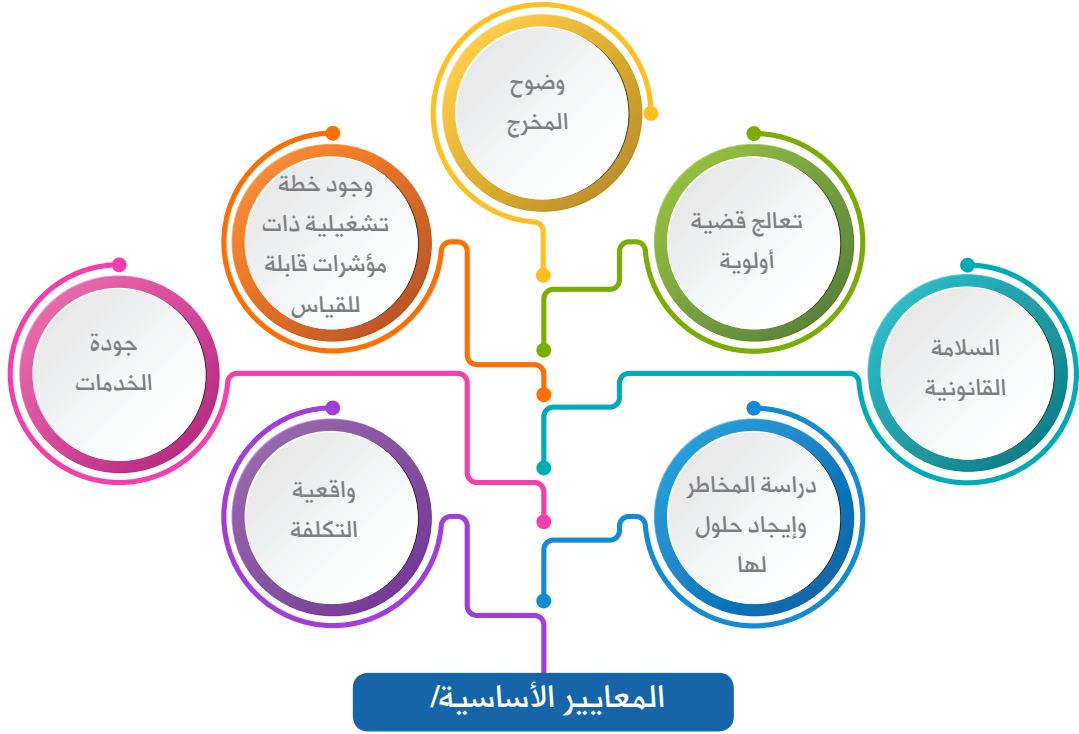 وضوح
المخرج
تعالج قضية
أولوية
وجود خطة
تشغيلية ذات
مؤشرات قابلة
للقياس
السلامة
القانونية
جودة
الخدمات
دراسة المخاطر
وإيجاد حلول
لها
واقعية
التكلفة
المعايير الأساسية/